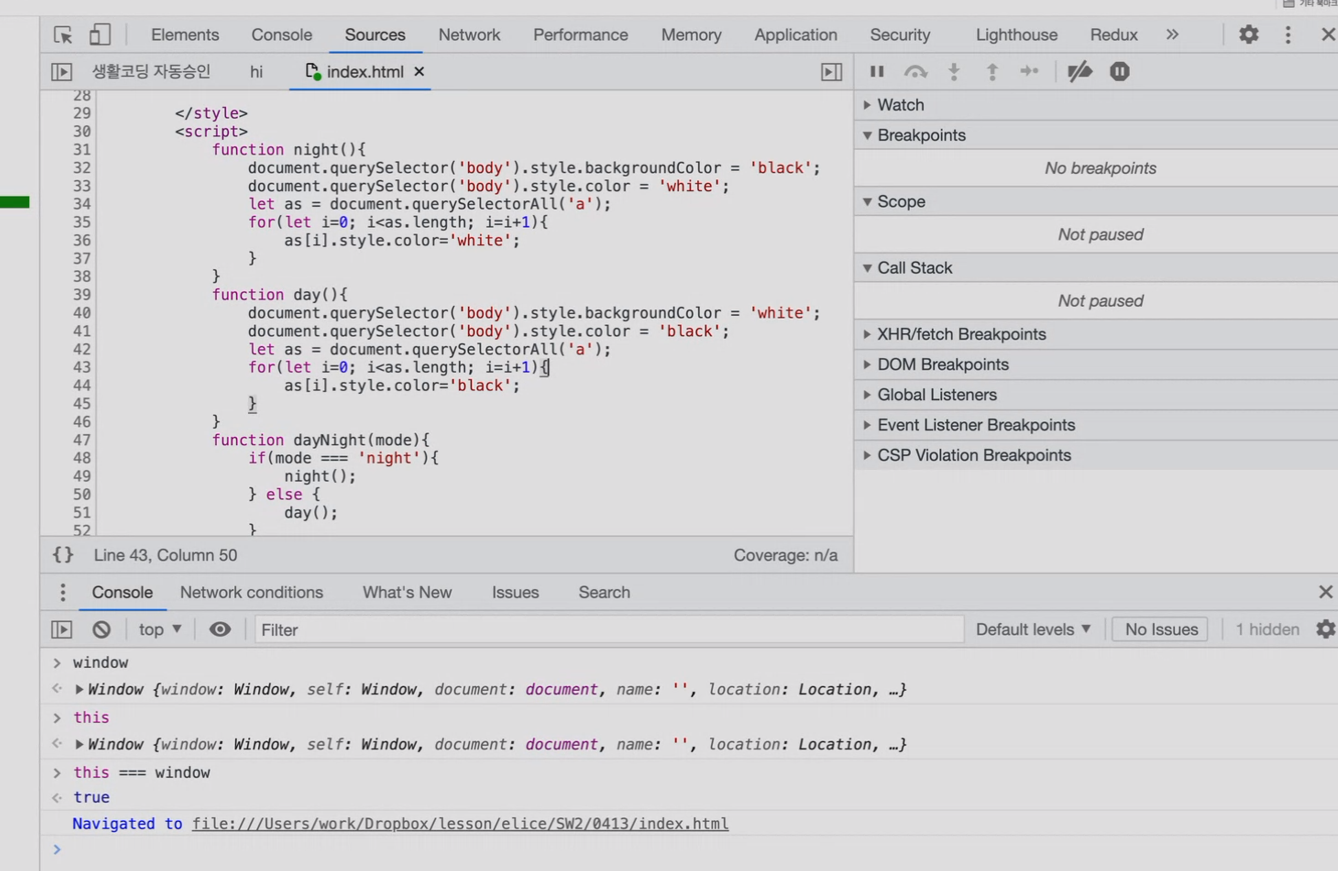 Elements Console Sources Network Performance Memory Application Security Lighthouse Redux
생활코딩 자동승인 hi index.html
28
29 </style>
30 <script>
31 function night(){
32 document.querySelector('body').style.backgroundColor = 'black';
33 document.querySelector('body').style.color = 'white';
34 let as = document.querySelectorAll('a');
35 for(let i=0; i<as.length; i=i+1){
36 as[i].style.color='white';
37 }
38 }
39 function day(){
40 document.querySelector('body').style.backgroundColor = 'white';
41 document.querySelector('body').style.color = 'black';
42 let as = document.querySelectorAll('a');
43 for(let i=0; i<as.length; i=i+1){
44 as[i].style.color='black';
45 }
46 }
47 function dayNight(mode){
48 if(mode === 'night'){
49 night();
50 } else {
51 day();
52 }
{} Line 43, Column 50 Coverage: n/a
Watch
Breakpoints
No breakpoints
Scope
Not paused
Call Stack
Not paused
XHR/fetch Breakpoints
DOM Breakpoints
Global Listeners
Event Listener Breakpoints
CSP Violation Breakpoints
Console Network conditions What's New Issues Search
top Filter Default levels No Issues 1 hidden
> window
Window {window: Window, self: Window, document: document, name: '', location: Location, …}
> this
Window {window: Window, self: Window, document: document, name: '', location: Location, …}
> this === window
true
Navigated to file:///Users/work/Dropbox/lesson/elice/SW2/0413/index.html
>